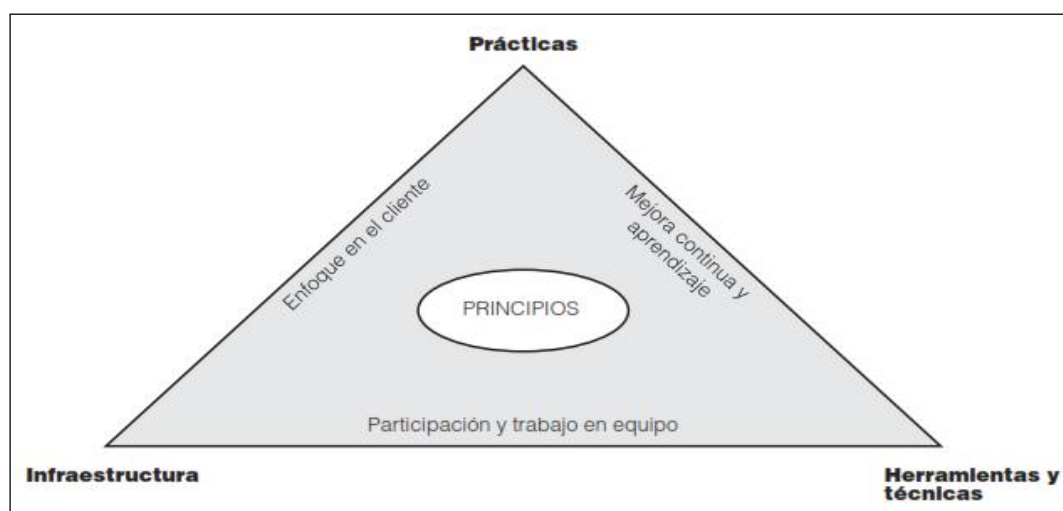 Prácticas
Enfoque en el cliente
Mejora continua y
aprendizaje
PRINCIPIOS
Participación y trabajo en equipo
Infraestructura
Herramientas y
técnicas